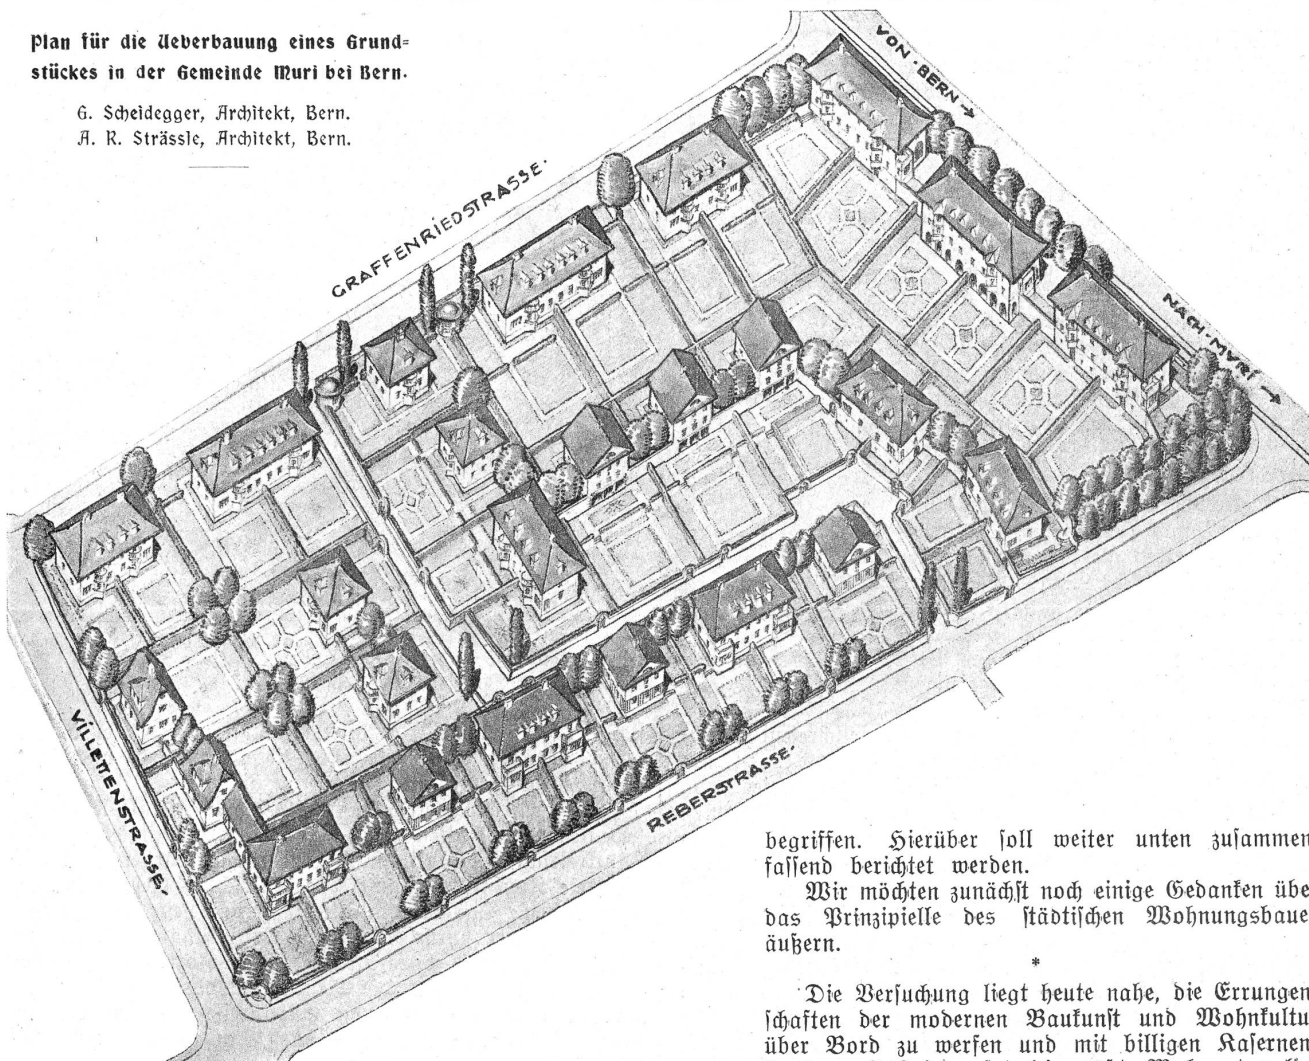 Plan für die Ueberbauung eines Grund=
stückes in der Gemeinde Muri bei Bern.
G. Scheidegger, Architekt, Bern.
A. R. Strässle, Architekt, Bern.
VON · BERN →
GRAFFENRIEDSTRASSE ·
NACH · MURI →
VILLETTENSTRASSE ·
REBERSTRASSE ·
begriffen. Hierüber ſoll weiter unten zuſammen
faſſend berichtet werden.
Wir möchten zunächſt noch einige Gedanken übe
das Prinzipielle des ſtädtiſchen Wohnungsbaue
äußern.
*
Die Verſuchung liegt heute nahe, die Errungen
ſchaften der modernen Baukunſt und Wohnkultu
über Bord zu werfen und mit billigen Kaſernen